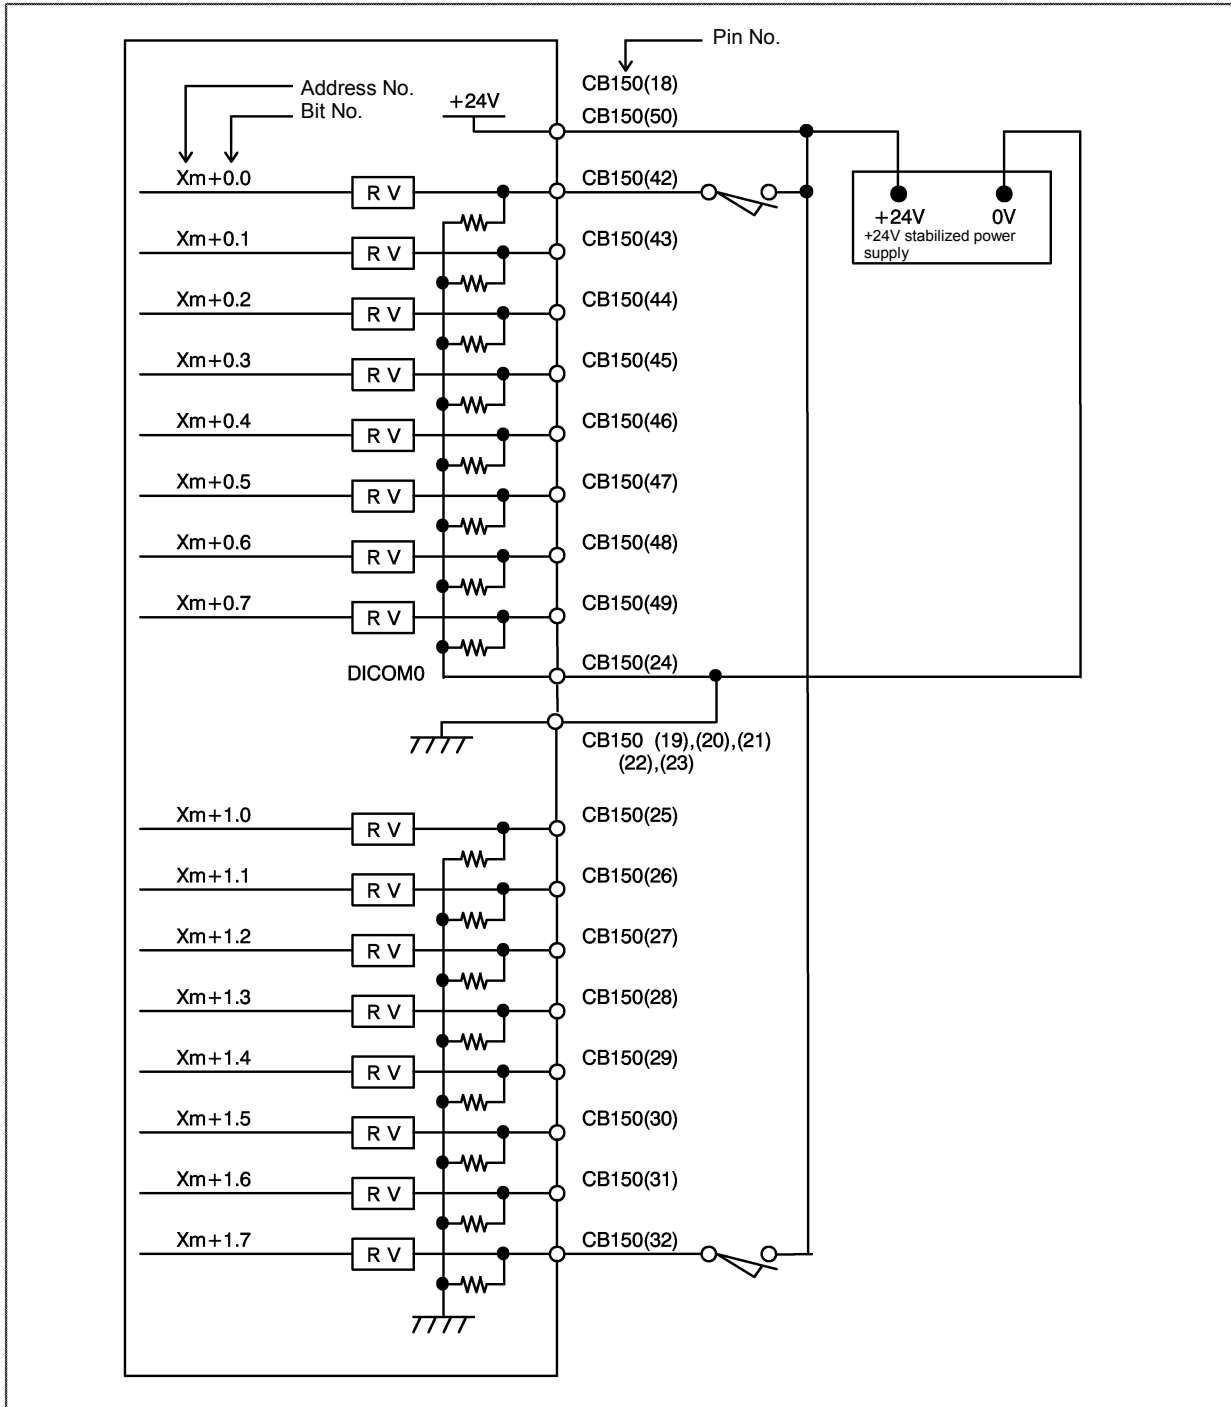 Pin No.
CB150(18)
Address No.
+24V
Bit No.
CB150(50)
Xm+0.0
R V
CB150(42)
+24V
0V
+24V stabilized power
supply
Xm+0.1
R V
CB150(43)
Xm+0.2
R V
CB150(44)
Xm+0.3
R V
CB150(45)
Xm+0.4
R V
CB150(46)
Xm+0.5
R V
CB150(47)
Xm+0.6
R V
CB150(48)
Xm+0.7
R V
CB150(49)
DICOM0
CB150(24)
CB150 (19),(20),(21)
(22),(23)
Xm+1.0
R V
CB150(25)
Xm+1.1
R V
CB150(26)
Xm+1.2
R V
CB150(27)
Xm+1.3
R V
CB150(28)
Xm+1.4
R V
CB150(29)
Xm+1.5
R V
CB150(30)
Xm+1.6
R V
CB150(31)
Xm+1.7
R V
CB150(32)